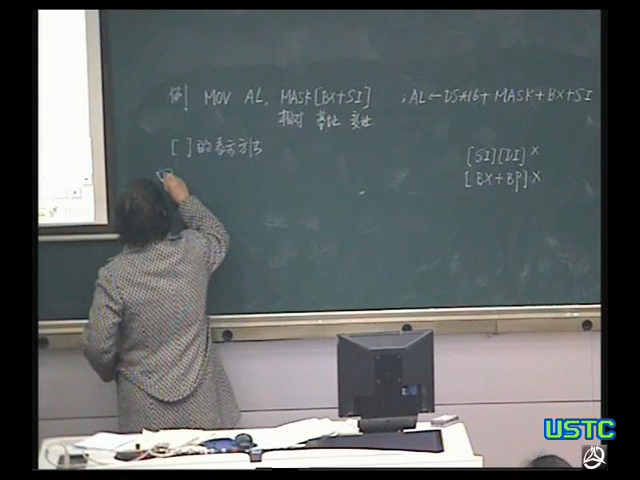 例! MOV AL, MASK[BX+SI] ;AL←DS*16+MASK+BX+SI
相对 基址 变址
[ ] 的表示方法
[SI][DI] ×
[BX+BP] ×
USTC